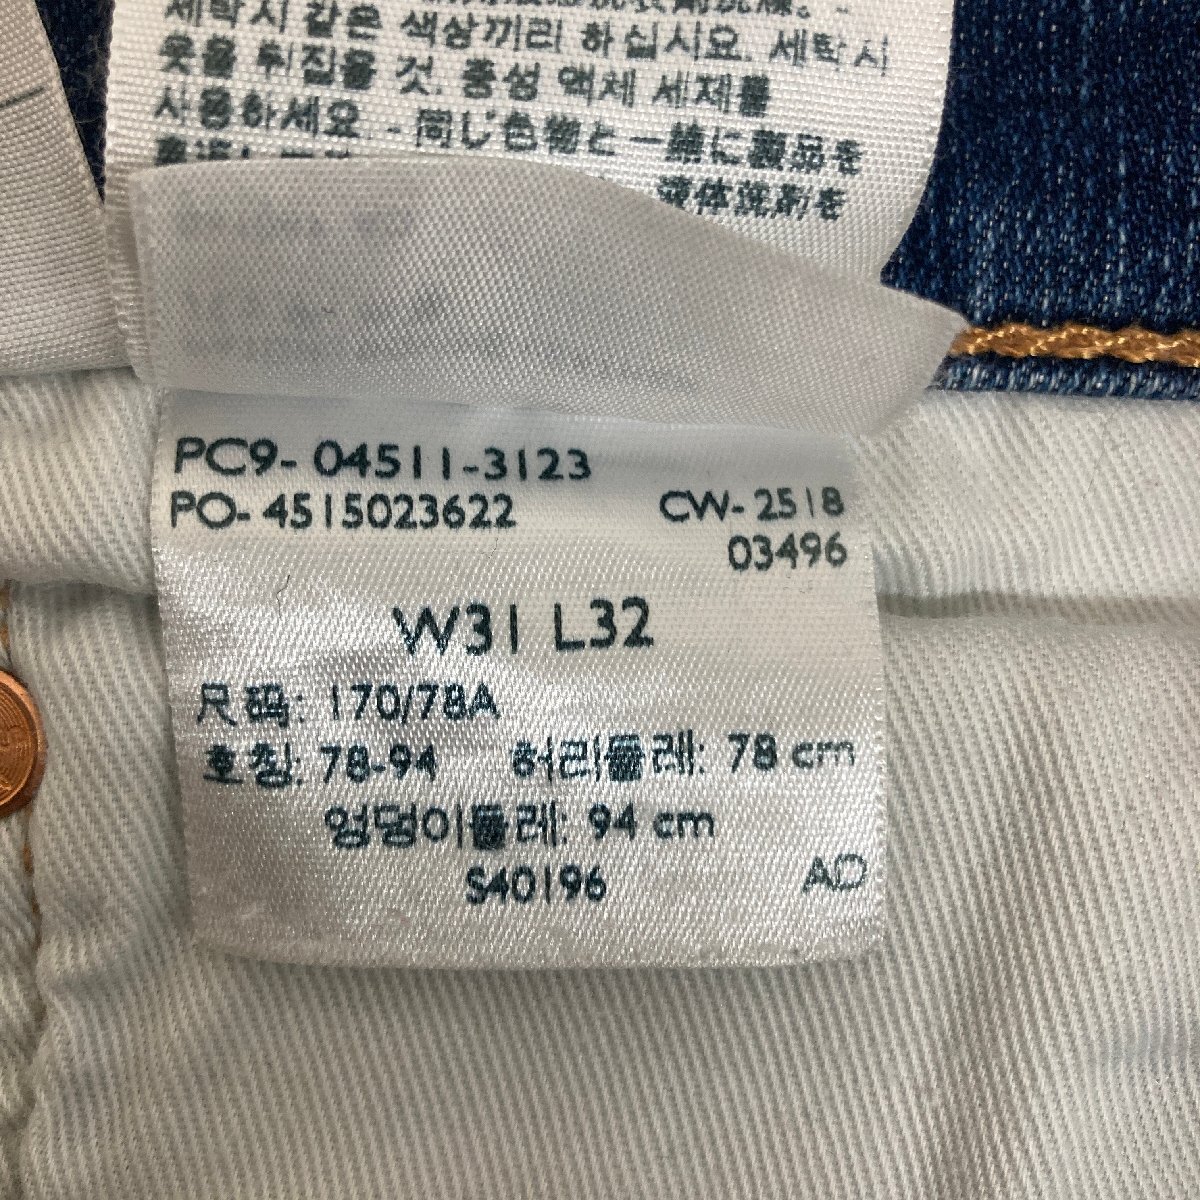 세탁시 같은 색상끼리 하십시요. 세탁시
옷을 뒤집을 것. 중성 액체 세제를
사용하세요. - 同じ色物と一緒に製品を
液体洗剤を
PC9- 04511-3123
PO- 4515023622
CW- 2518
03496
W31 L32
尺码: 170/78A
호칭: 78-94 허리둘레: 78 cm
엉덩이둘레: 94 cm
S40196
AD